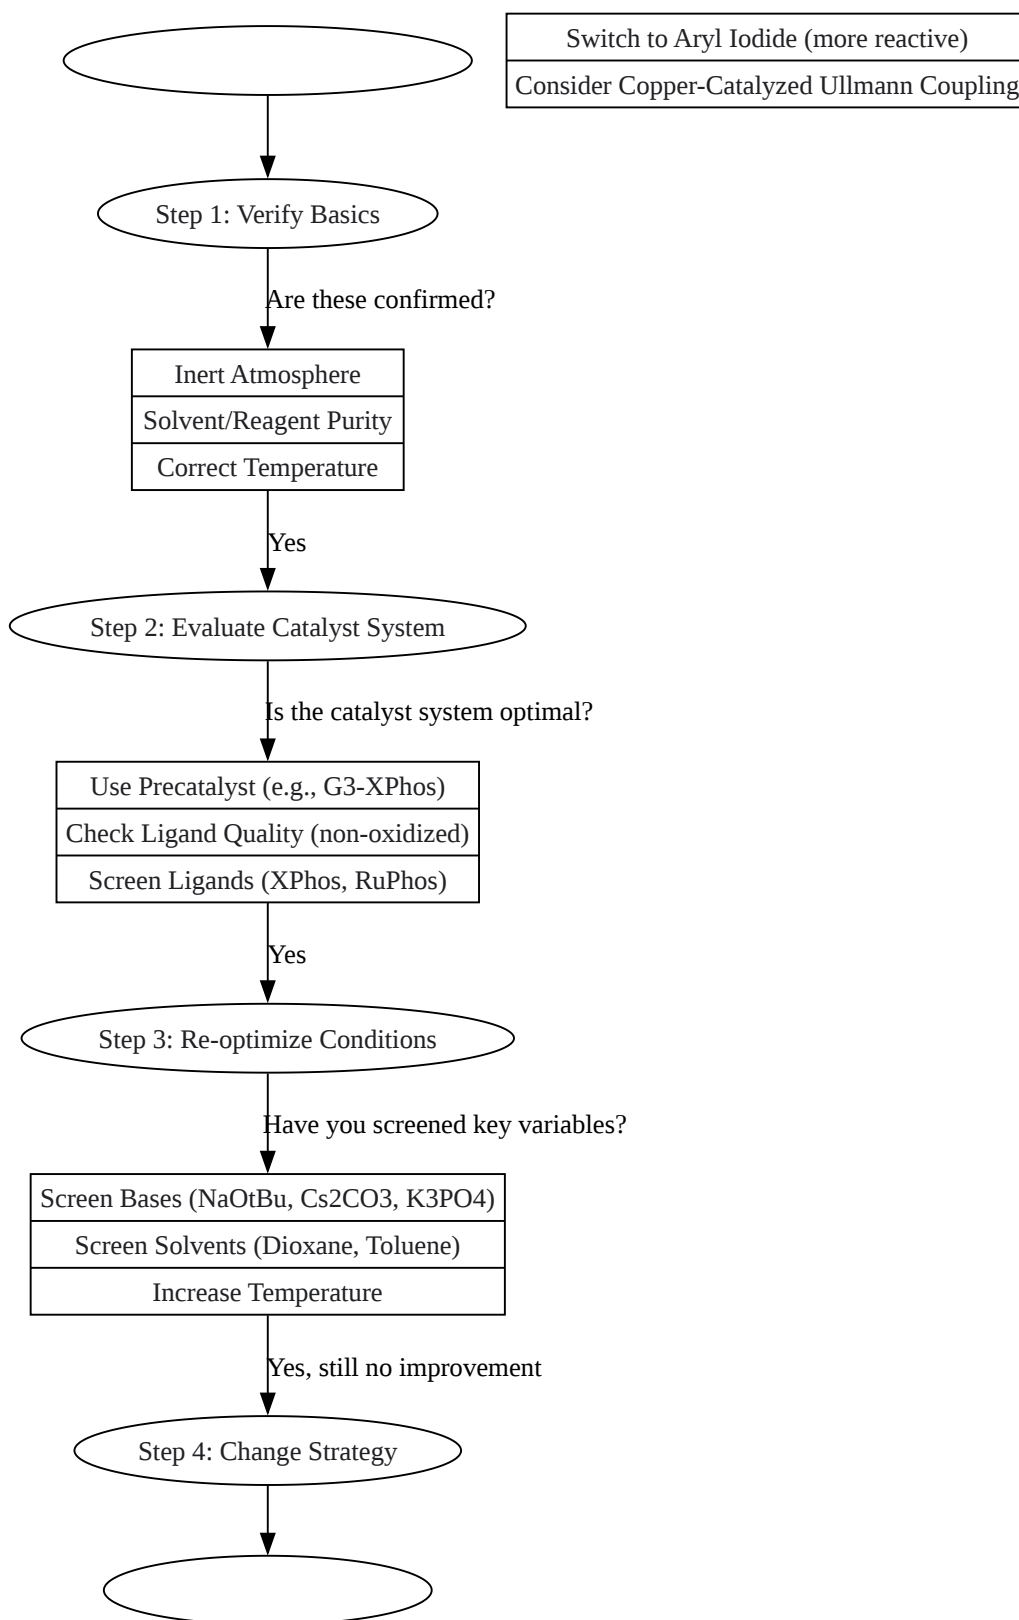 Switch to Aryl Iodide (more reactive)
Consider Copper-Catalyzed Ullmann Coupling
Step 1: Verify Basics
Are these confirmed?
Inert Atmosphere
Solvent/Reagent Purity
Correct Temperature
Yes
Step 2: Evaluate Catalyst System
Is the catalyst system optimal?
Use Precatalyst (e.g., G3-XPhos)
Check Ligand Quality (non-oxidized)
Screen Ligands (XPhos, RuPhos)
Yes
Step 3: Re-optimize Conditions
Have you screened key variables?
Screen Bases (NaOtBu, Cs2CO3, K3PO4)
Screen Solvents (Dioxane, Toluene)
Increase Temperature
Yes, still no improvement
Step 4: Change Strategy